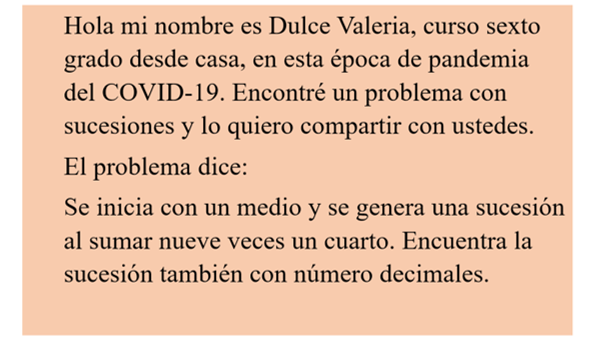 Hola mi nombre es Dulce Valeria, curso sexto
grado desde casa, en esta época de pandemia
del COVID-19. Encontré un problema con
sucesiones y lo quiero compartir con ustedes.
El problema dice:
Se inicia con un medio y se genera una sucesión
al sumar nueve veces un cuarto. Encuentra la
sucesión también con número decimales.